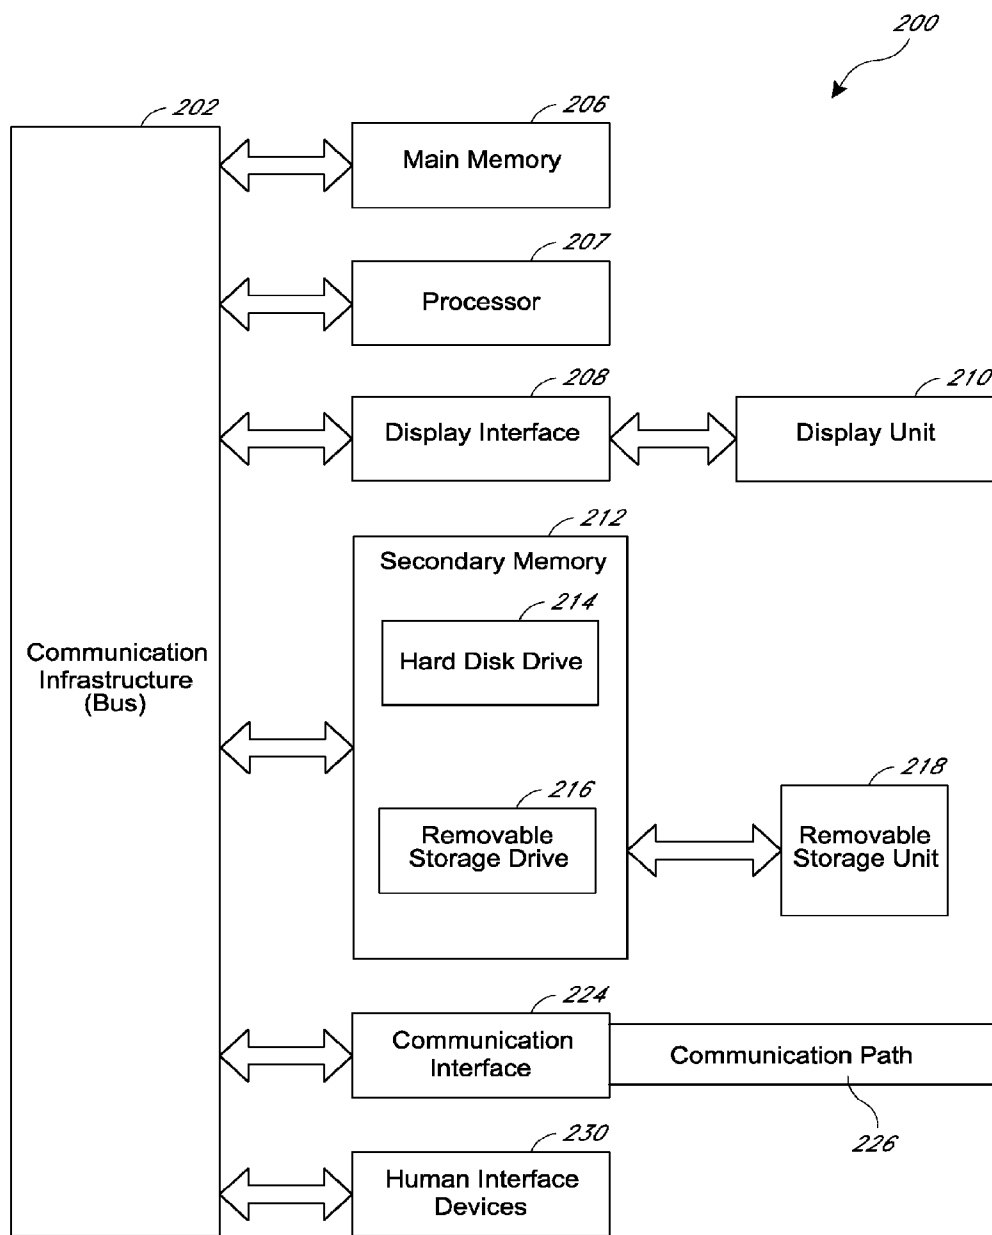 200
202
206
Main Memory
207
Processor
208
Display Interface
210
Display Unit
212
Secondary Memory
214
Hard Disk Drive
Communication
Infrastructure
(Bus)
216
Removable
Storage Drive
218
Removable
Storage Unit
224
Communication
Interface
Communication Path
226
230
Human Interface
Devices